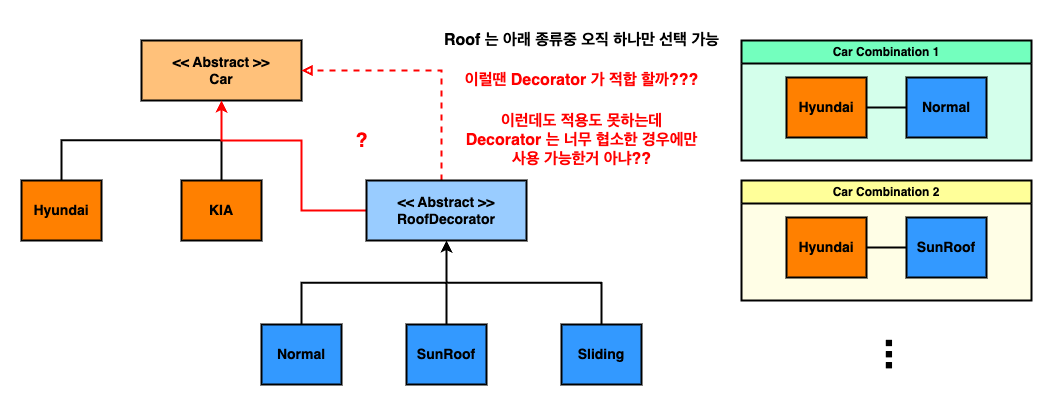 Roof 는 아래 종류중 오직 하나만 선택 가능
<< Abstract >>
Car
이럴땐 Decorator 가 적합 할까???
이런데도 적용도 못하는데
Decorator 는 너무 협소한 경우에만
사용 가능한거 아냐??
?
Hyundai
KIA
<< Abstract >>
RoofDecorator
Normal
SunRoof
Sliding
Car Combination 1
Hyundai
Normal
Car Combination 2
Hyundai
SunRoof